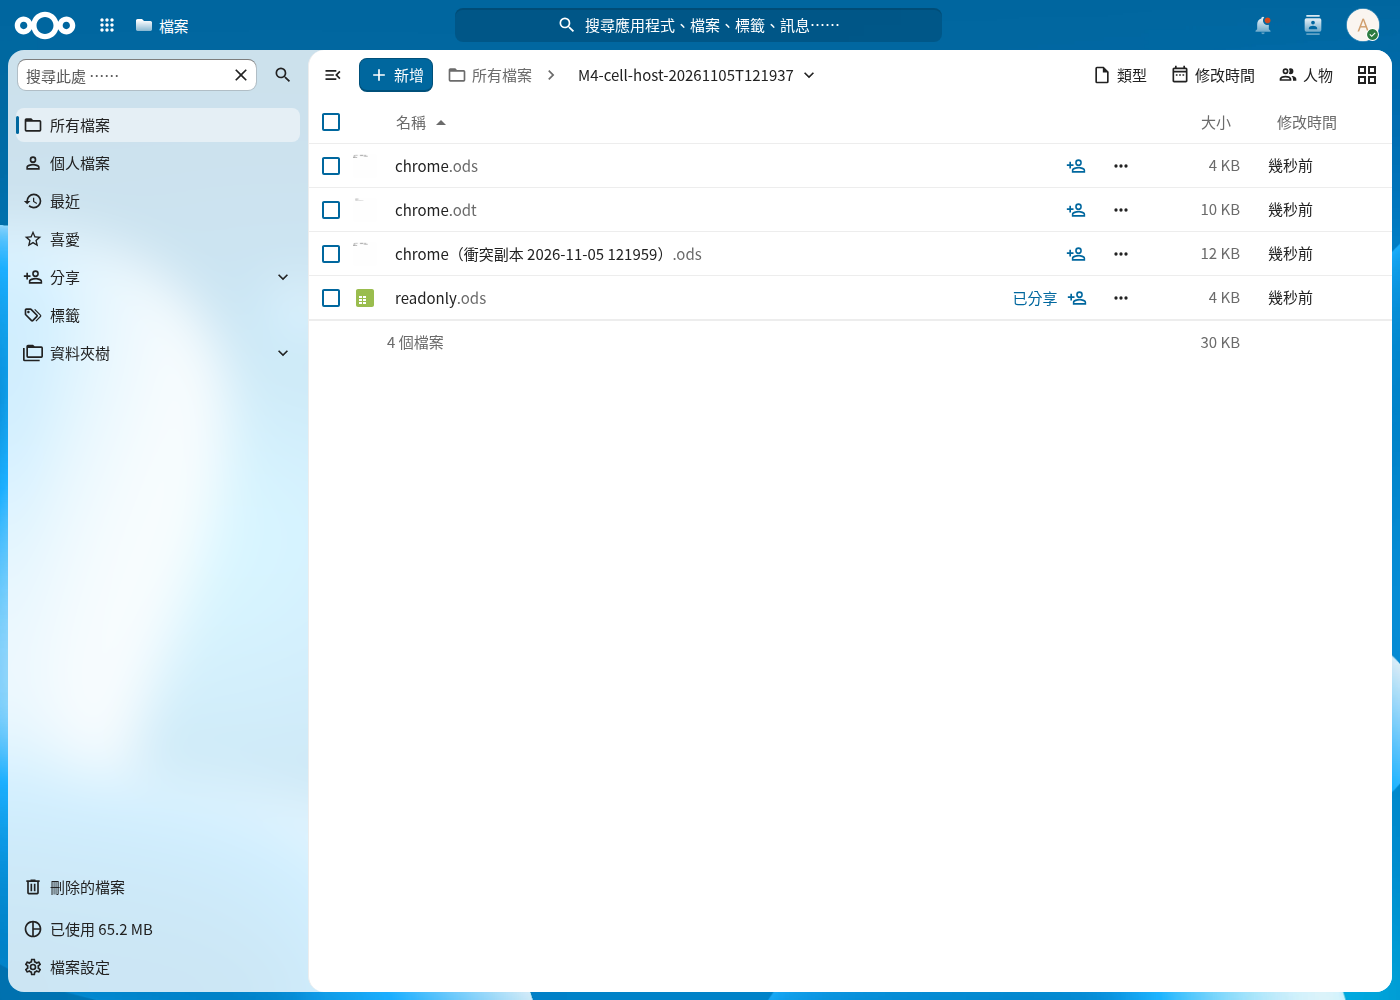 檔案
搜尋應用程式、檔案、標籤、訊息……
A
搜尋此處 ……
所有檔案
個人檔案
最近
喜愛
分享
標籤
資料夾樹
刪除的檔案
已使用 65.2 MB
檔案設定
新增
所有檔案
M4-cell-host-20261105T121937
類型
修改時間
人物
名稱
大小
修改時間
chrome.ods
4 KB
幾秒前
chrome.odt
10 KB
幾秒前
chrome（衝突副本 2026-11-05 121959）.ods
12 KB
幾秒前
readonly.ods
已分享
4 KB
幾秒前
4 個檔案
30 KB